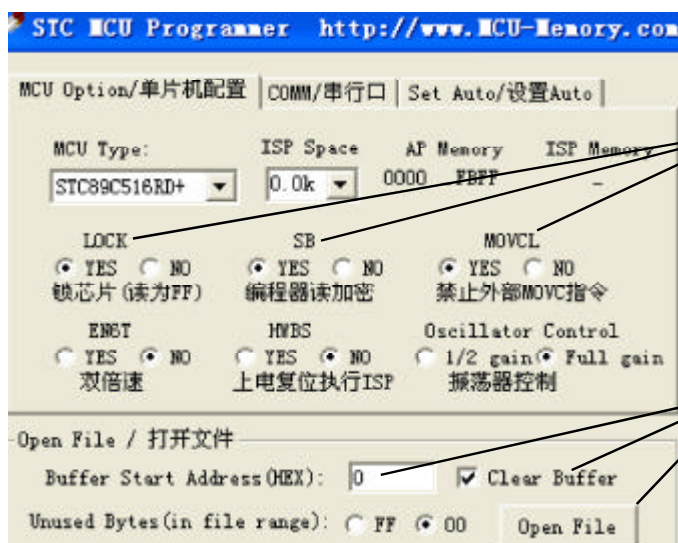 STC MCU Programmer http://www.MCU-Memory.com
MCU Option/单片机配置 COMM/串行口 Set Auto/设置Auto
MCU Type: ISP Space AP Memory ISP Memory
STC89C516RD+ 0.0k 0000 FBFF -
LOCK SB MOVCL
YES NO YES NO YES NO
锁芯片(读为FF) 编程器读加密 禁止外部MOVC指令
EN6T HWBS Oscillator Control
YES NO YES NO 1/2 gain Full gain
双倍速 上电复位执行ISP 振荡器控制
Open File / 打开文件
Buffer Start Address(HEX): 0 Clear Buffer
Unused Bytes(in file range): FF 00 Open File